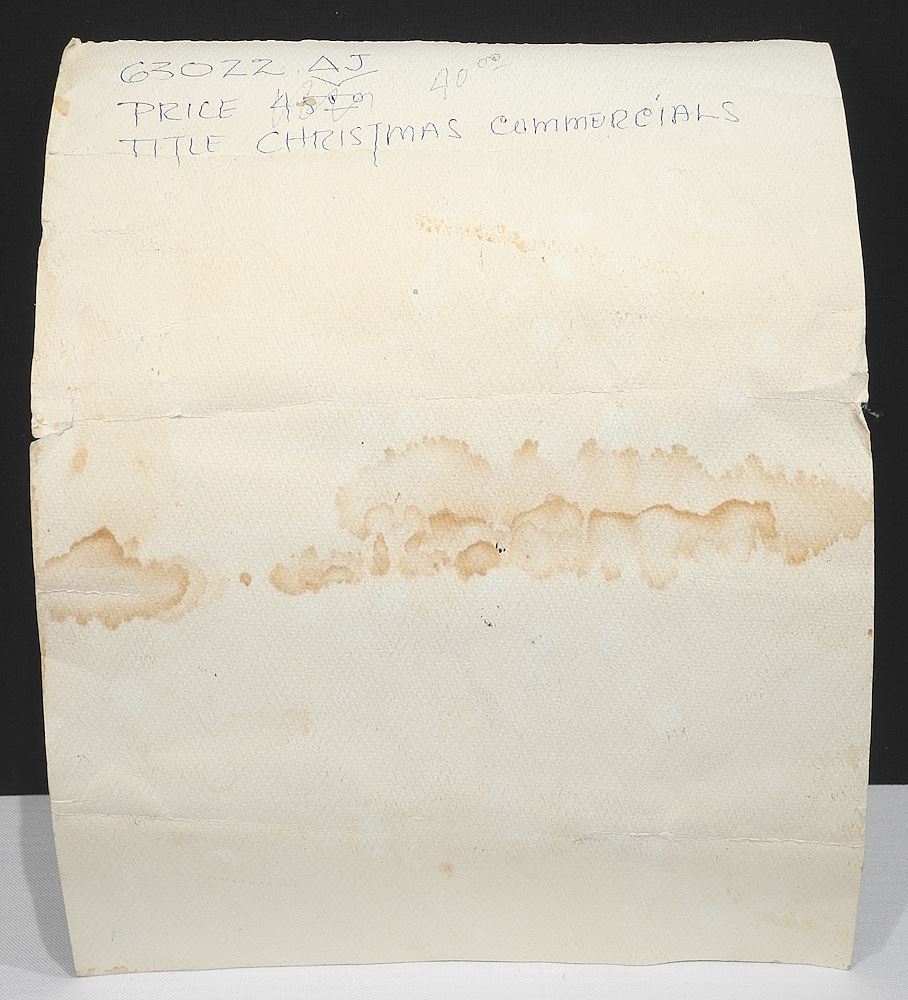 63022 AJ
PRICE 45.00 40.00
TITLE CHRISTMAS COMMERCIALS